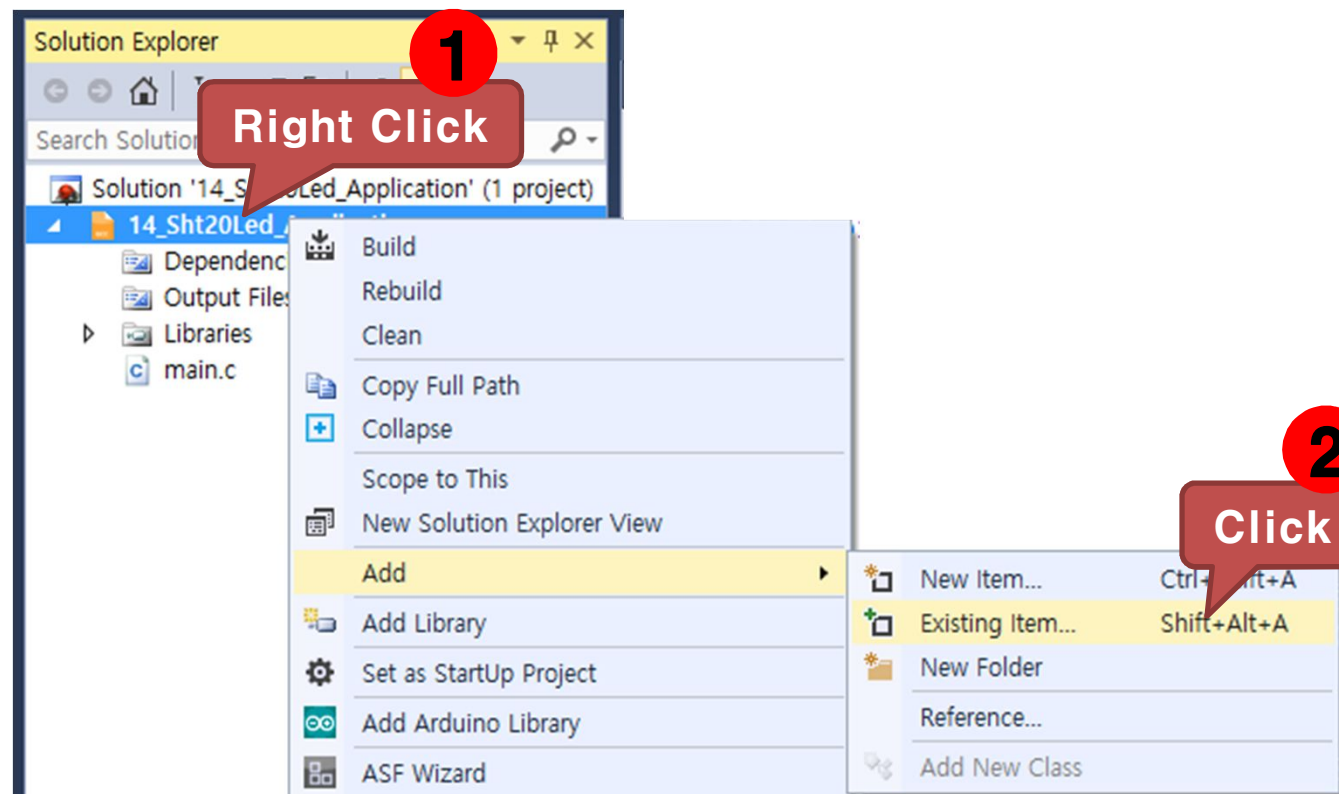 Solution Explorer
1
Right Click
Search Solution
Solution '14_S 0Led_Application' (1 project)
14_Sht20Led_
Dependenc
Output Files
Libraries
main.c
Build
Rebuild
Clean
Copy Full Path
Collapse
Scope to This
New Solution Explorer View
2
Click
Add
New Item... Ctrl+ ft+A
Add Library
Existing Item... Shift+Alt+A
Set as StartUp Project
New Folder
Add Arduino Library
Reference...
ASF Wizard
Add New Class